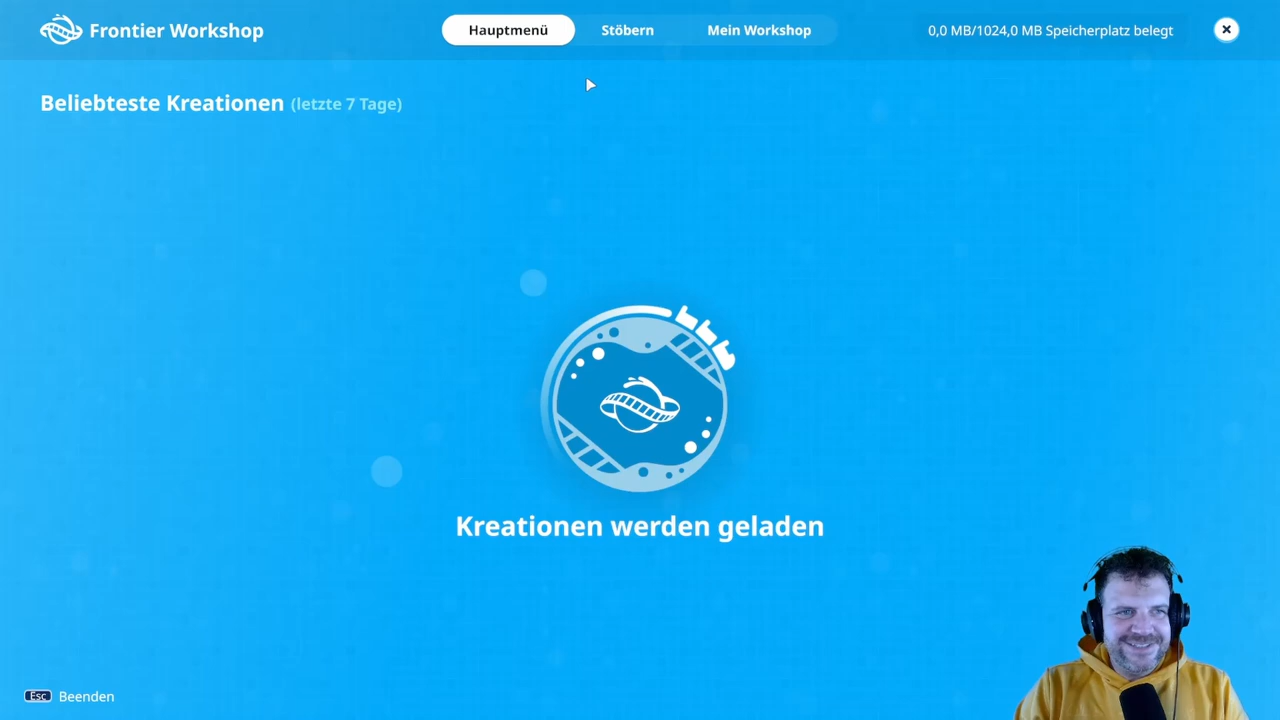 Frontier Workshop
Hauptmenü
Stöbern
Mein Workshop
0,0 MB/1024,0 MB Speicherplatz belegt
Beliebteste Kreationen (letzte 7 Tage)
Kreationen werden geladen
Esc Beenden